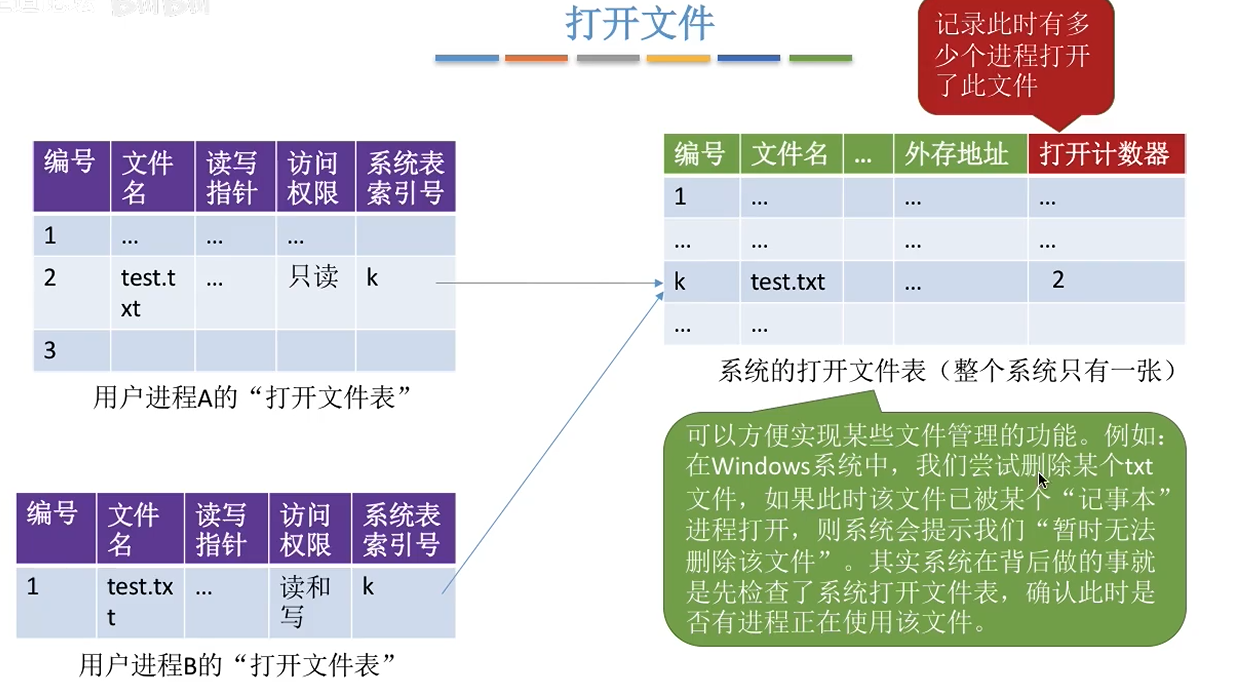 打开文件
记录此时有多
少个进程打开
了此文件
编号 文件名 读写指针 访问权限 系统表索引号
1 … … …
2 test.txt … 只读 k
3
用户进程A的“打开文件表”
编号 文件名 … 外存地址 打开计数器
1 … … …
… … … …
k test.txt … 2
… …
系统的打开文件表（整个系统只有一张）
可以方便实现某些文件管理的功能。例如：
在Windows系统中，我们尝试删除某个txt
文件，如果此时该文件已被某个“记事本”
进程打开，则系统会提示我们“暂时无法
删除该文件”。其实系统在背后做的事就
是先检查了系统打开文件表，确认此时是
否有进程正在使用该文件。
编号 文件名 读写指针 访问权限 系统表索引号
1 test.txt … 读和写 k
用户进程B的“打开文件表”